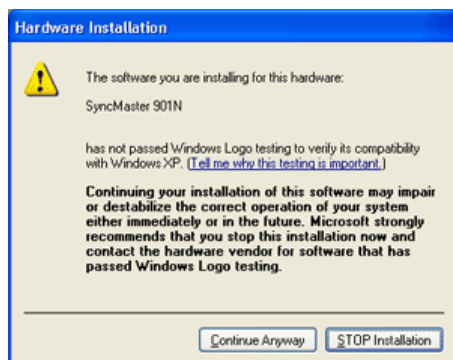 Hardware Installation
The software you are installing for this hardware:
SyncMaster 901N
has not passed Windows Logo testing to verify its compatibility
with Windows XP. (Tell me why this testing is important.)
Continuing your installation of this software may impair
or destabilize the correct operation of your system
either immediately or in the future. Microsoft strongly
recommends that you stop this installation now and
contact the hardware vendor for software that has
passed Windows Logo testing.
Continue Anyway
STOP Installation